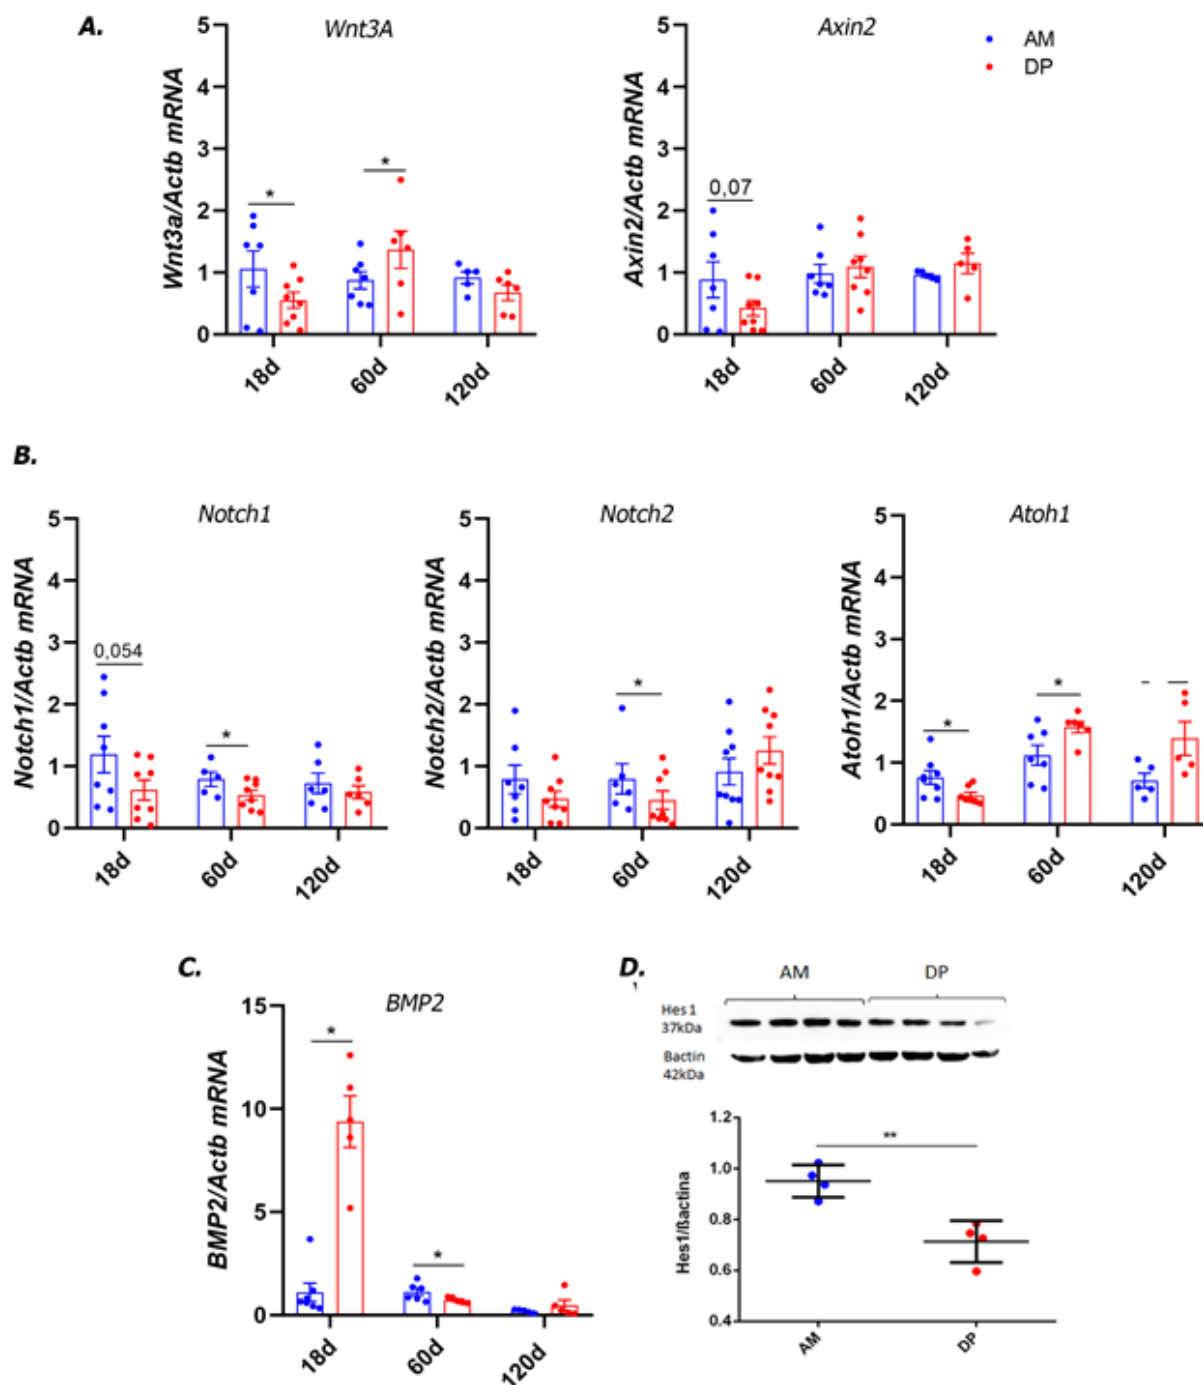 A.
Wnt3A
Wnt3a/Actb mRNA
5
4
3
2
1
0
*
*
18d
60d
120d
Axin2
Axin2/Actb mRNA
5
4
3
2
1
0
0,07
18d
60d
120d
AM
DP
B.
Notch1
Notch1/Actb mRNA
5
4
3
2
1
0
0,054
*
18d
60d
120d
Notch2
Notch2/Actb mRNA
5
4
3
2
1
0
*
18d
60d
120d
Atoh1
Atoh1/Actb mRNA
5
4
3
2
1
0
*
*
18d
60d
120d
C.
BMP2
BMP2/Actb mRNA
15
10
5
0
*
*
18d
60d
120d
D.
AM DP
Hes1
37kDa
Bactin
42kDa
Hes1/ßactina
1.2
1.0
0.8
0.6
0.4
**
AM
DP